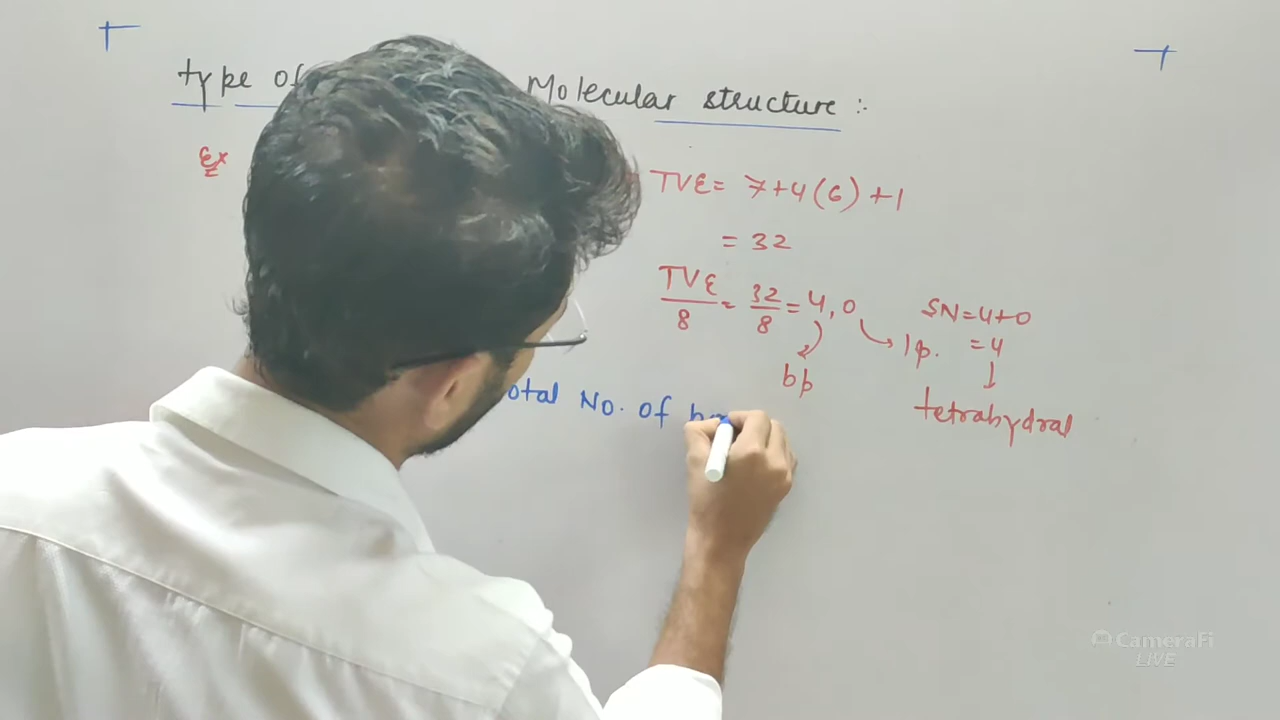 type of Molecular structure :-
Ex
TVE = 7+4(6)+1
= 32
TVE/8 = 32/8 = 4,0
bp
lp.
SN=4+0
=4
tetrahydral
otal No. of
CameraFi
LIVE